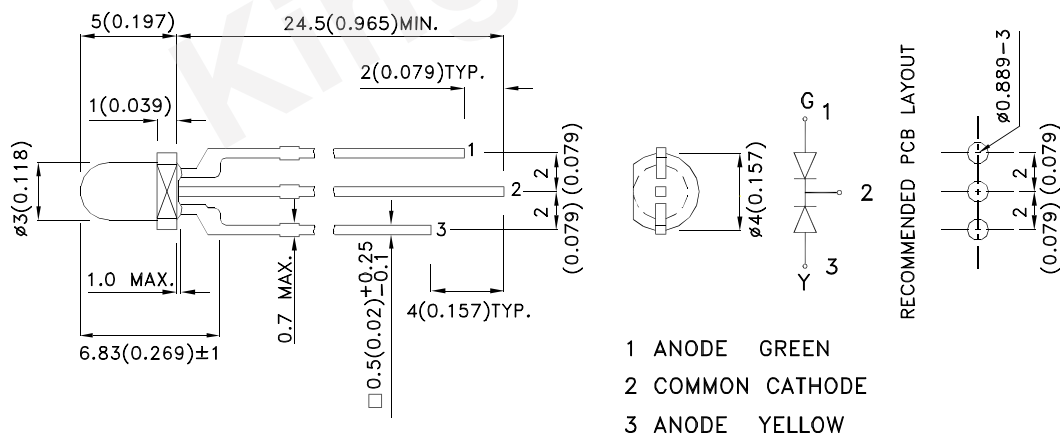 5(0.197)
24.5(0.965)MIN.
2(0.079)TYP.
1(0.039)
ø3(0.118)
1
2
3
1.0 MAX.
6.83(0.269)±1
0.7 MAX.
□0.5(0.02)+0.25 -0.1
4(0.157)TYP.
2
(0.079)
2
(0.079)
ø4(0.157)
G 1
2
3
Y
RECOMMENDED PCB LAYOUT
ø0.889-3
2
(0.079)
2
(0.079)
1 ANODE GREEN
2 COMMON CATHODE
3 ANODE YELLOW
King